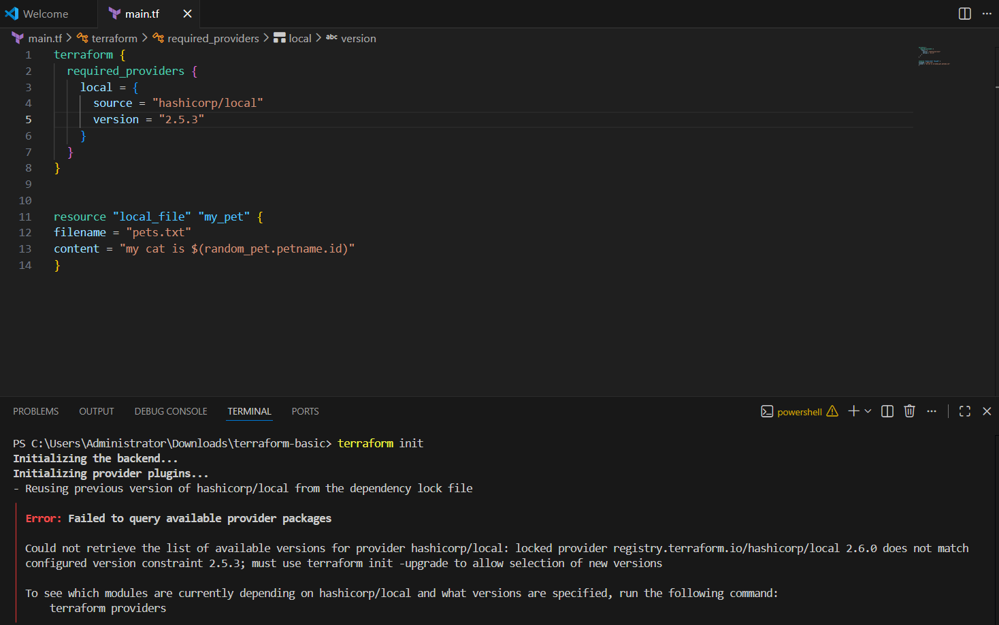 Welcome
main.tf
main.tf > terraform > required_providers > local > abc version
1 terraform {
2 required_providers {
3 local = {
4 source = "hashicorp/local"
5 version = "2.5.3"
6 }
7 }
8 }
9
10
11 resource "local_file" "my_pet" {
12 filename = "pets.txt"
13 content = "my cat is $(random_pet.petname.id)"
14 }
PROBLEMS OUTPUT DEBUG CONSOLE TERMINAL PORTS
powershell
PS C:\Users\Administrator\Downloads\terraform-basic> terraform init
Initializing the backend...
Initializing provider plugins...
- Reusing previous version of hashicorp/local from the dependency lock file
Error: Failed to query available provider packages
Could not retrieve the list of available versions for provider hashicorp/local: locked provider registry.terraform.io/hashicorp/local 2.6.0 does not match
configured version constraint 2.5.3; must use terraform init -upgrade to allow selection of new versions
To see which modules are currently depending on hashicorp/local and what versions are specified, run the following command:
terraform providers